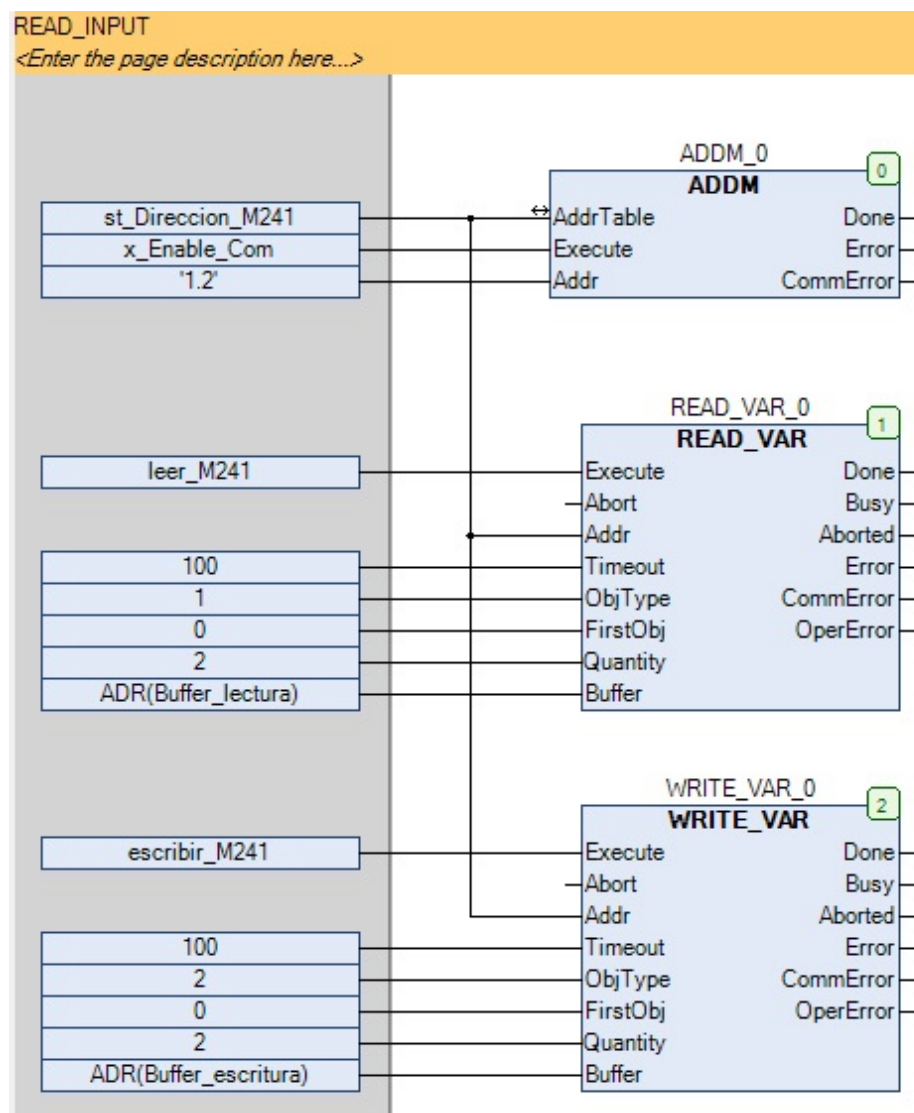 READ_INPUT
<Enter the page description here...>
ADDM_0
0
ADDM
st_Direccion_M241 AddrTable Done
x_Enable_Com Execute Error
'1.2' Addr CommError
READ_VAR_0
1
READ_VAR
leer_M241 Execute Done
Abort Busy
Addr Aborted
100 Timeout Error
1 ObjType CommError
0 FirstObj OperError
2 Quantity
ADR(Buffer_lectura) Buffer
WRITE_VAR_0
2
WRITE_VAR
escribir_M241 Execute Done
Abort Busy
Addr Aborted
100 Timeout Error
2 ObjType CommError
0 FirstObj OperError
2 Quantity
ADR(Buffer_escritura) Buffer